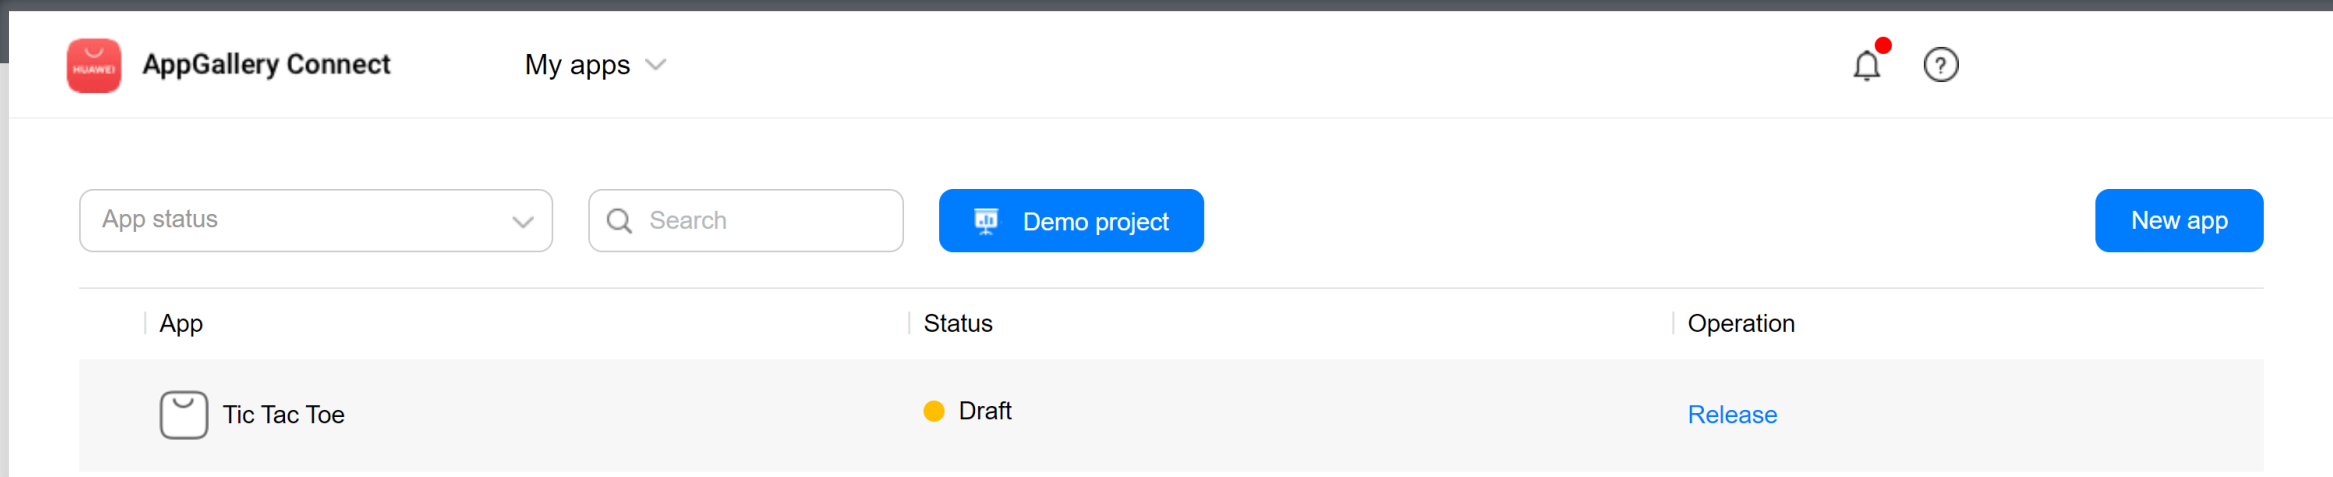 HUAWEI AppGallery Connect My apps ?
App status Search Demo project New app
App Status Operation
Tic Tac Toe Draft Release